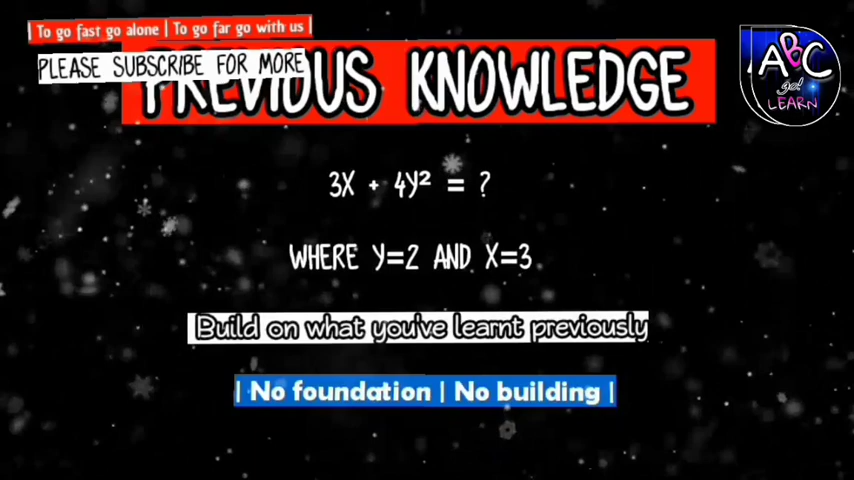 | To go fast go alone | To go far go with us |
PLEASE SUBSCRIBE FOR MORE
PREVIOUS KNOWLEDGE
ABC
go!
LEARN
3X + 4Y² = ?
WHERE Y=2 AND X=3
Build on what you've learnt previously
| No foundation | No building |